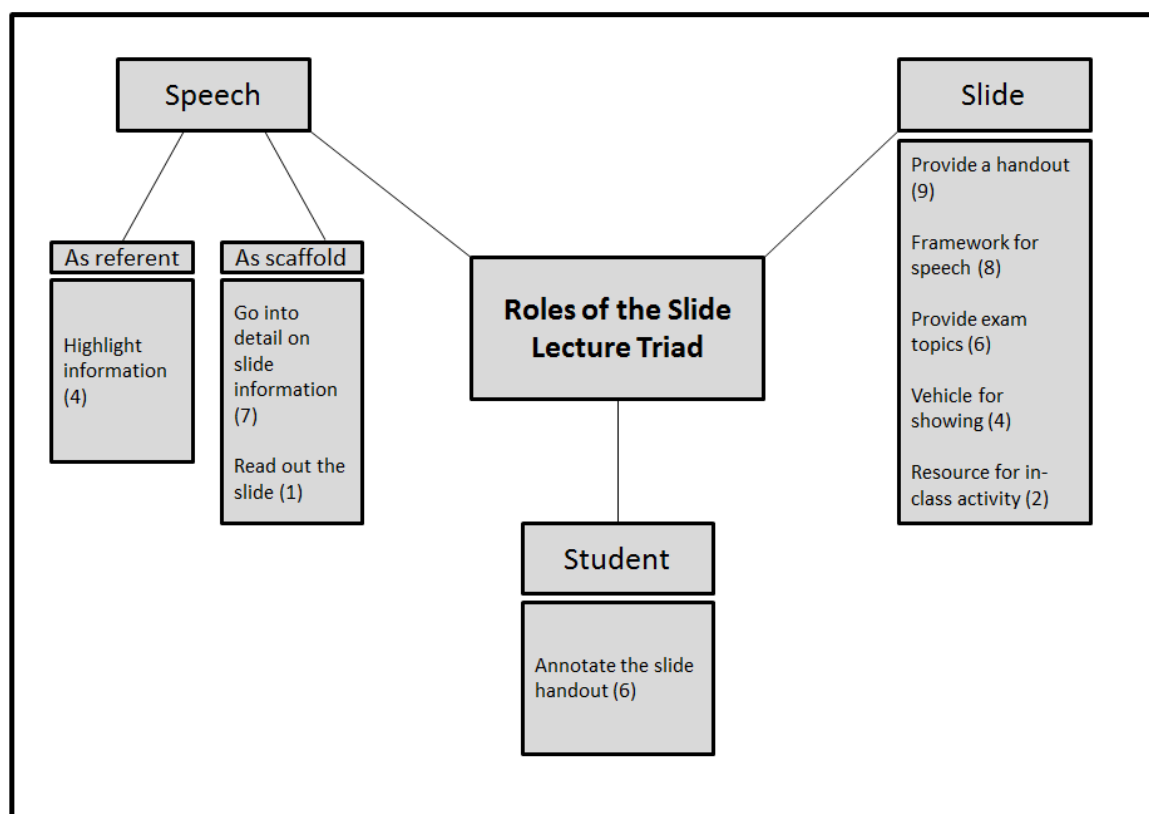 Speech
As referent
Highlight
information
(4)
As scaffold
Go into
detail on
slide
information
(7)
Read out the
slide (1)
Roles of the Slide
Lecture Triad
Student
Annotate the slide
handout (6)
Slide
Provide a handout
(9)
Framework for
speech (8)
Provide exam
topics (6)
Vehicle for
showing (4)
Resource for in-
class activity (2)